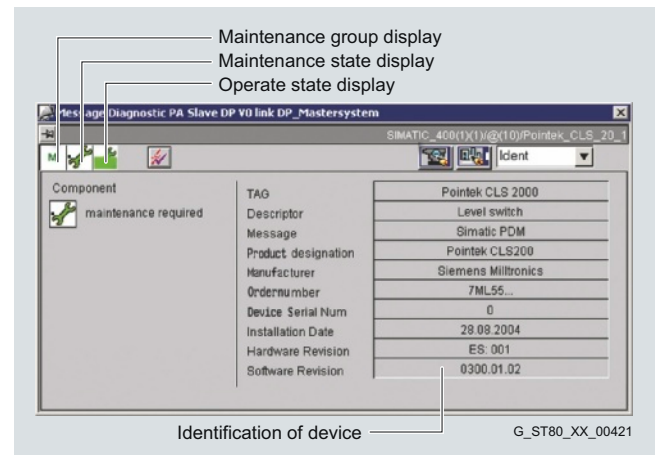 Maintenance group display
Maintenance state display
Operate state display
Message Diagnostic PA Slave DP V0 link DP_Mastersystem
SIMATIC_400(1)(1)/@(10)/Pointek_CLS_20_1
M
Ident
Component
maintenance required
TAG Pointek CLS 2000
Descriptor Level switch
Message Simatic PDM
Product designation Pointek CLS200
Manufacturer Siemens Milltronics
Ordernumber 7ML55...
Device Serial Num 0
Installation Date 28.08.2004
Hardware Revision ES: 001
Software Revision 0300.01.02
Identification of device
G_ST80_XX_00421